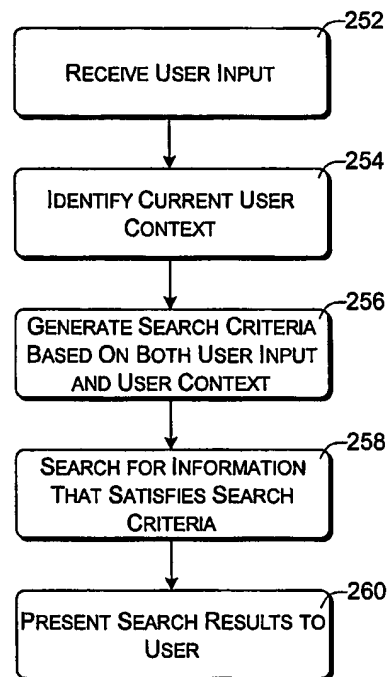 252
RECEIVE USER INPUT
254
IDENTIFY CURRENT USER
CONTEXT
256
GENERATE SEARCH CRITERIA
BASED ON BOTH USER INPUT
AND USER CONTEXT
258
SEARCH FOR INFORMATION
THAT SATISFIES SEARCH
CRITERIA
260
PRESENT SEARCH RESULTS TO
USER